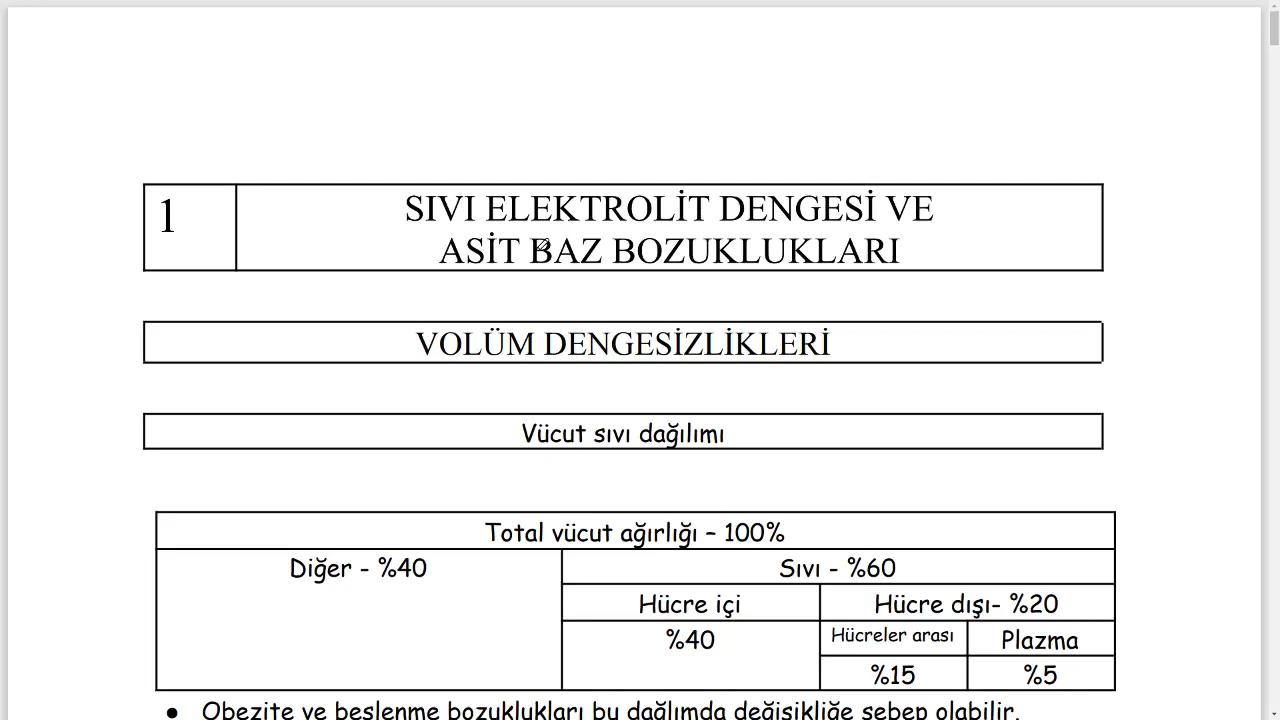 1
SIVI ELEKTROLİT DENGESİ VE
ASİT BAZ BOZUKLUKLARI
VOLÜM DENGESİZLİKLERİ
Vücut sıvı dağılımı
Total vücut ağırlığı – 100%
Diğer - %40
Sıvı - %60
Hücre içi
Hücre dışı- %20
%40
Hücreler arası
Plazma
%15
%5
● Obezite ve beslenme bozuklukları bu dağlımda değişikliğe sebep olabilir.